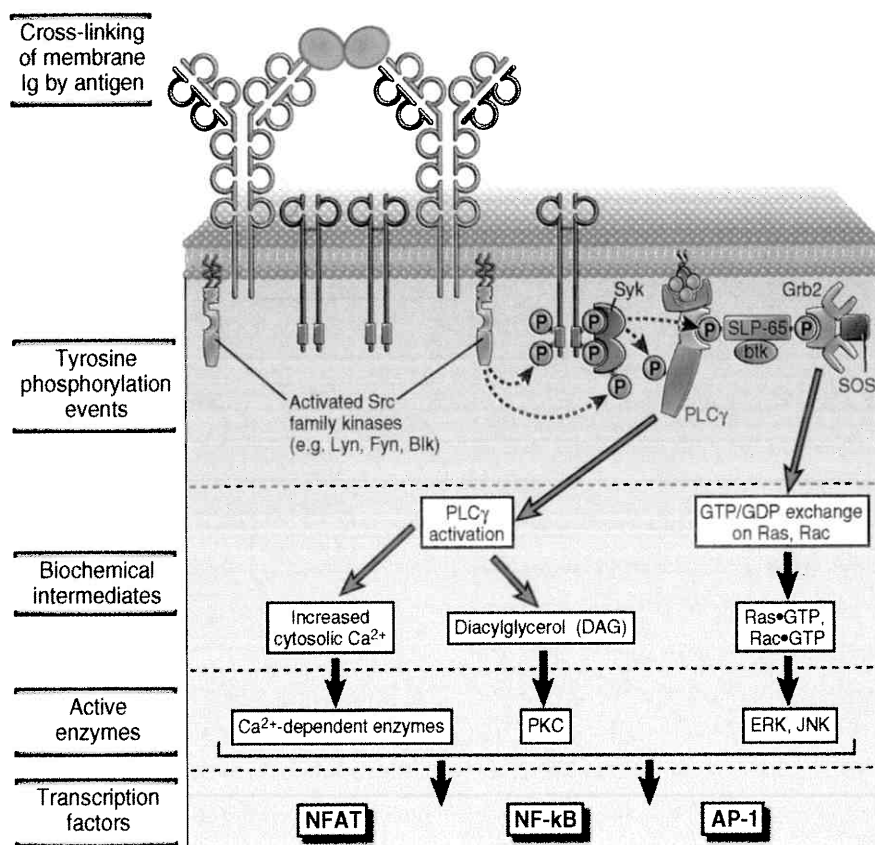 Cross-linking
of membrane
Ig by antigen
Tyrosine
phosphorylation
events
Biochemical
intermediates
Active
enzymes
Transcription
factors
Activated Src
family kinases
(e.g. Lyn, Fyn, Blk)
P
P
P
P
Syk
P
P
P
SLP-65
btk
P
Grb2
SOS
PLCγ
PLCγ
activation
GTP/GDP exchange
on Ras, Rac
Increased
cytosolic Ca²⁺
Diacylglycerol (DAG)
Ras•GTP,
Rac•GTP
Ca²⁺-dependent enzymes
PKC
ERK, JNK
NFAT
NF-kB
AP-1